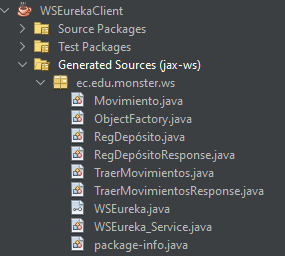 WSEurekaClient
Source Packages
Test Packages
Generated Sources (jax-ws)
ec.edu.monster.ws
Movimiento.java
ObjectFactory.java
RegDepósito.java
RegDepósitoResponse.java
TraerMovimientos.java
TraerMovimientosResponse.java
WSEureka.java
WSEureka_Service.java
package-info.java